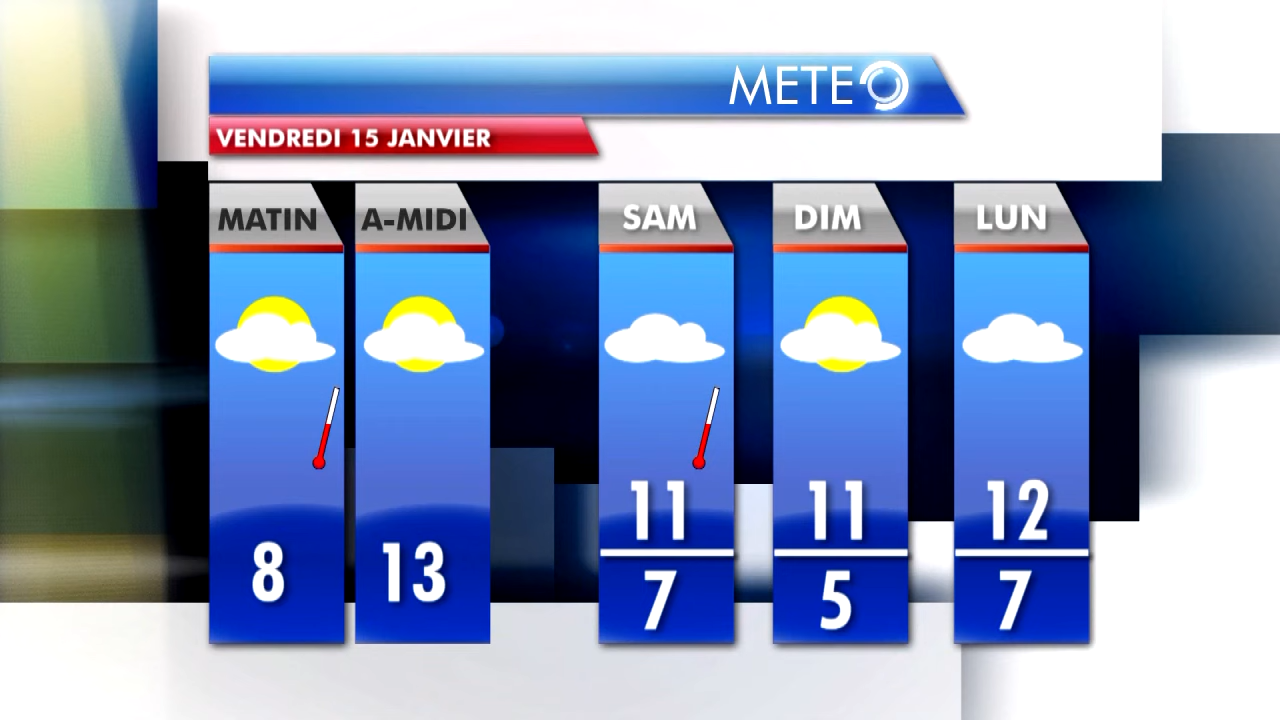 METEO
VENDREDI 15 JANVIER
MATIN A-MIDI SAM DIM LUN
11 11 12
8 13 7 5 7